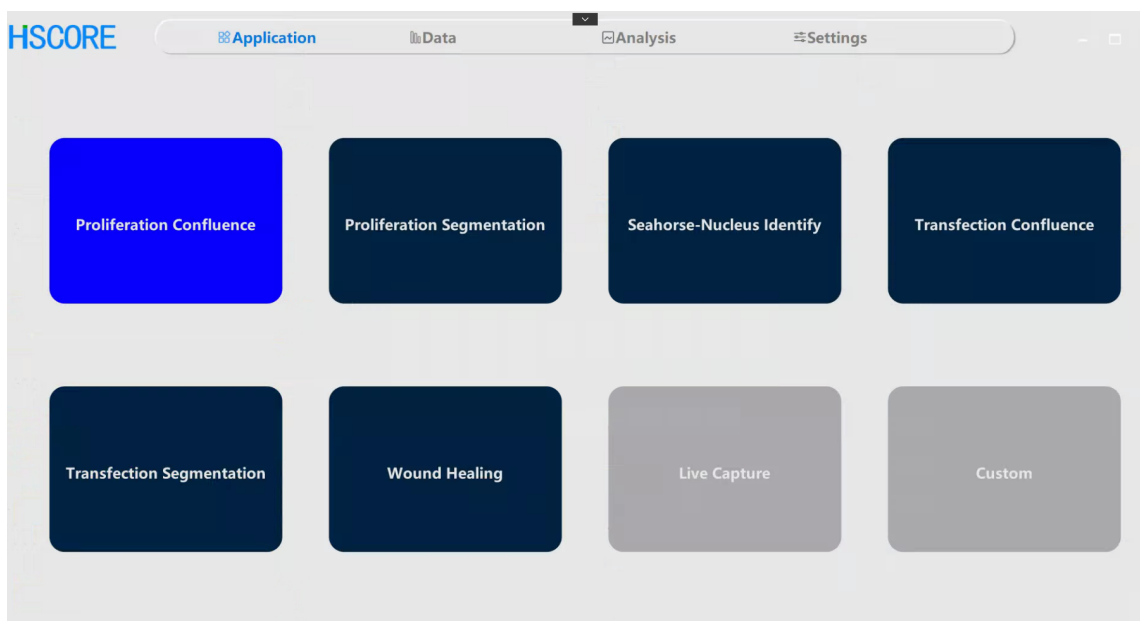 HSCORE
Application
Data
Analysis
Settings
Proliferation Confluence
Proliferation Segmentation
Seahorse-Nucleus Identify
Transfection Confluence
Transfection Segmentation
Wound Healing
Live Capture
Custom